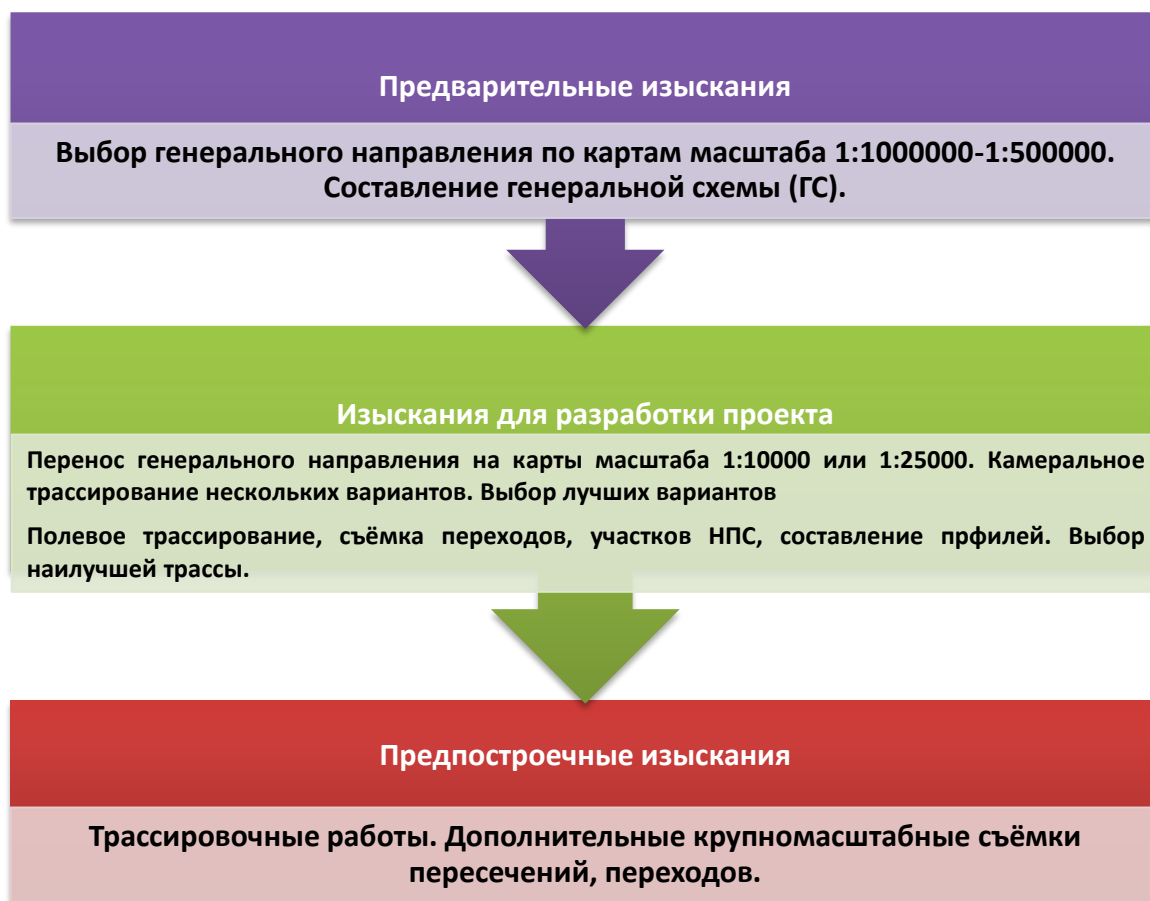 Предварительные изыскания
Выбор генерального направления по картам масштаба 1:1000000-1:500000.
Составление генеральной схемы (ГС).
Изыскания для разработки проекта
Перенос генерального направления на карты масштаба 1:10000 или 1:25000. Камеральное
трассирование нескольких вариантов. Выбор лучших вариантов
Полевое трассирование, съёмка переходов, участков НПС, составление прфилей. Выбор
наилучшей трассы.
Предпостроечные изыскания
Трассировочные работы. Дополнительные крупномасштабные съёмки
пересечений, переходов.